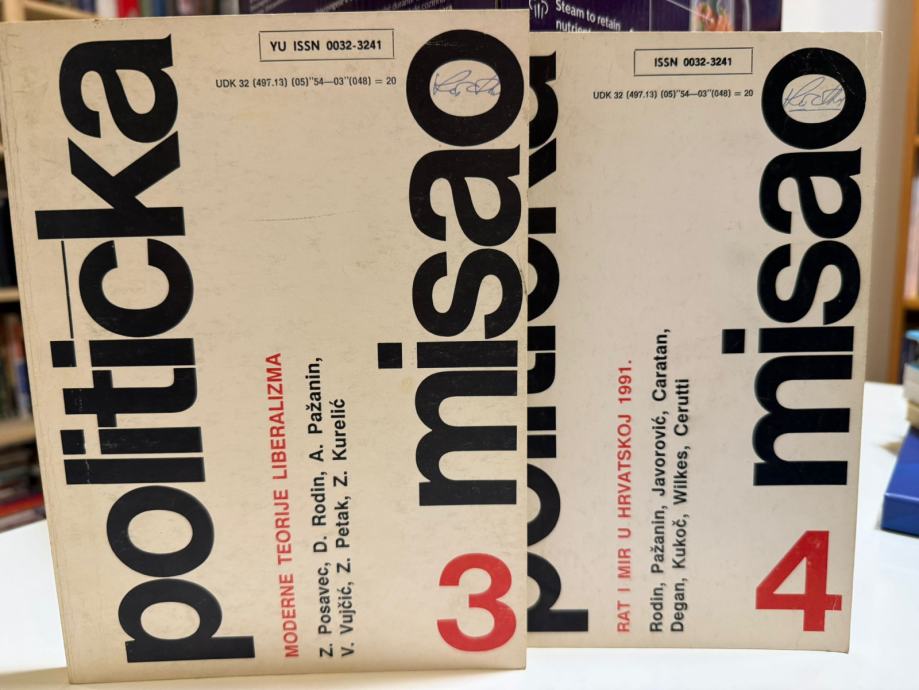 Steam to retain
YU ISSN 0032-3241
UDK 32 (497.13) (05)"54—03"(048) = 20
politička
misao
MODERNE TEORIJE LIBERALIZMA
Z. Posavec, D. Rodin, A. Pažanin,
V. Vujčić, Z. Petak, Z. Kurelić
3
ISSN 0032-3241
UDK 32 (497.13) (05)"54—03"(048) = 20
politička
misao
RAT I MIR U HRVATSKOJ 1991.
Rodin, Pažanin, Javorović, Caratan,
Degan, Kukoč, Wilkes, Cerutti
4